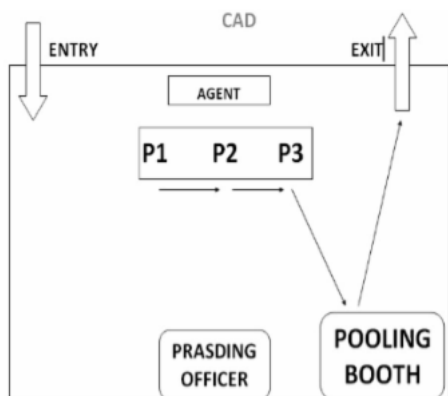 CAD
ENTRY
EXIT
AGENT
P1 P2 P3
PRASDING
OFFICER
POOLING
BOOTH